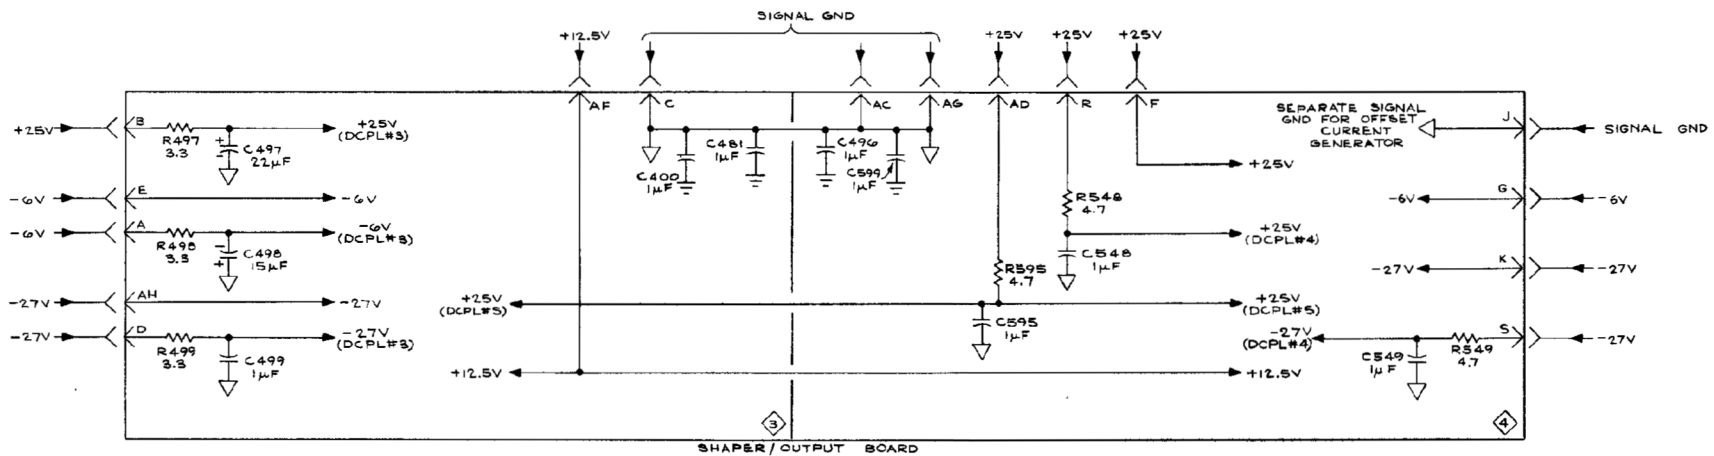 SIGNAL GND
+12.5V
+25V
+25V
+25V
AF
C
AC
AG
AD
R
F
+25V
B
R497
3.3
C497
22µF
+25V
(DCPL#3)
-6V
E
-6V
-6V
A
R498
3.3
C498
15µF
-6V
(DCPL#3)
-27V
AH
-27V
-27V
D
R499
3.3
C499
1µF
-27V
(DCPL#3)
C400
1µF
C481
1µF
C496
1µF
C599
1µF
SEPARATE SIGNAL
GND FOR OFFSET
CURRENT
GENERATOR
J
SIGNAL GND
+25V
R548
4.7
C548
1µF
+25V
(DCPL#4)
-6V
G
-6V
-27V
K
-27V
R595
4.7
C595
1µF
+25V
(DCPL#5)
+25V
(DCPL#5)
-27V
(DCPL#4)
C549
1µF
R549
4.7
S
-27V
+12.5V
+12.5V
3
4
SHAPER/OUTPUT BOARD